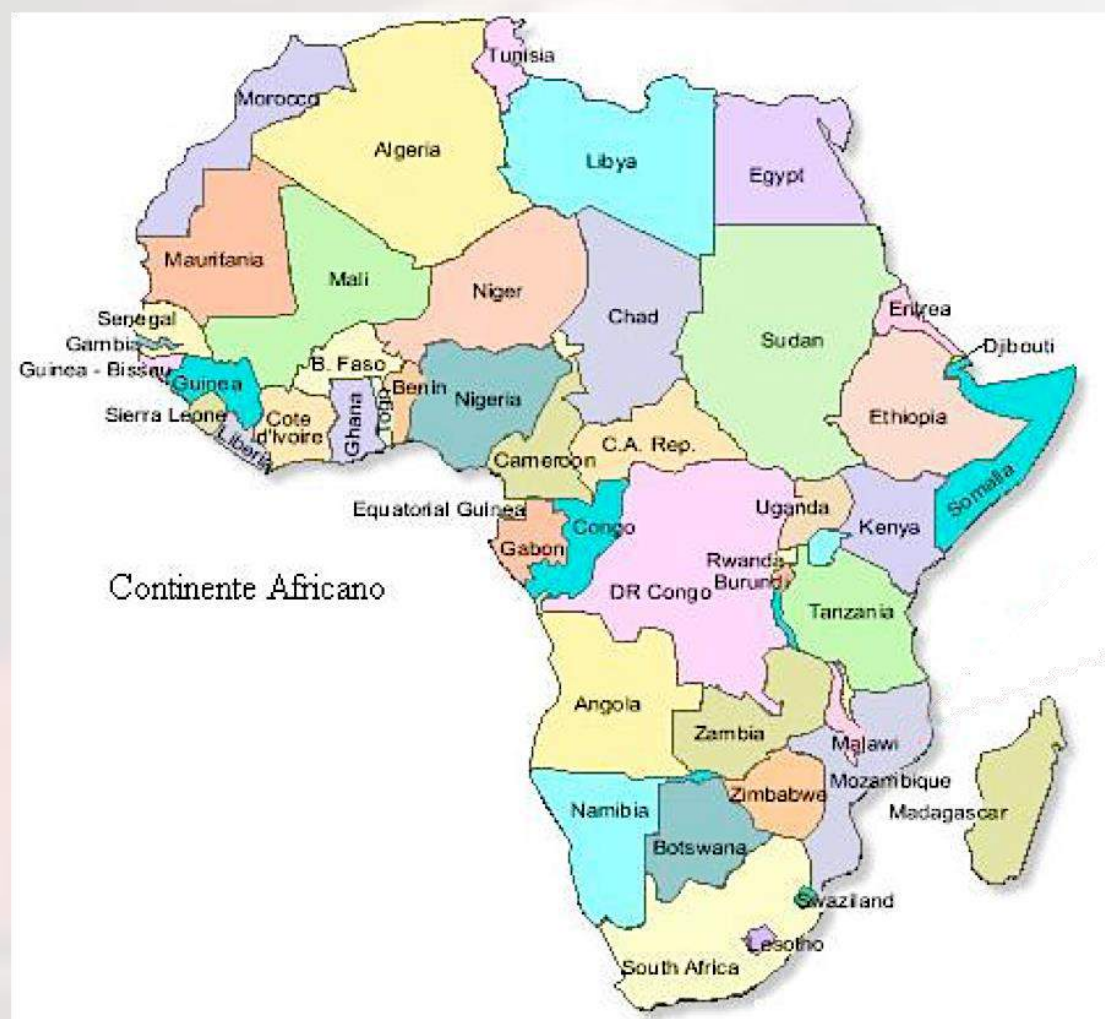 Tunisia
Morocco
Algeria
Libya
Egypt
Mauritania
Mali
Niger
Chad
Sudan
Eritrea
Senegal
Gambia
Djibouti
Guinea - Bissau
Guinea
B. Faso
Benin
Nigeria
Togo
Ghana
Sierra Leone
Liberia
Cote
d'Ivoire
Ethiopia
Cameroon
C.A. Rep.
Somalia
Equatorial Guinea
Congo
Uganda
Kenya
Gabon
Rwanda
Burundi
DR Congo
Continente Africano
Tanzania
Angola
Zambia
Malawi
Mozambique
Zimbabwe
Namibia
Madagascar
Botswana
Swaziland
Lesotho
South Africa